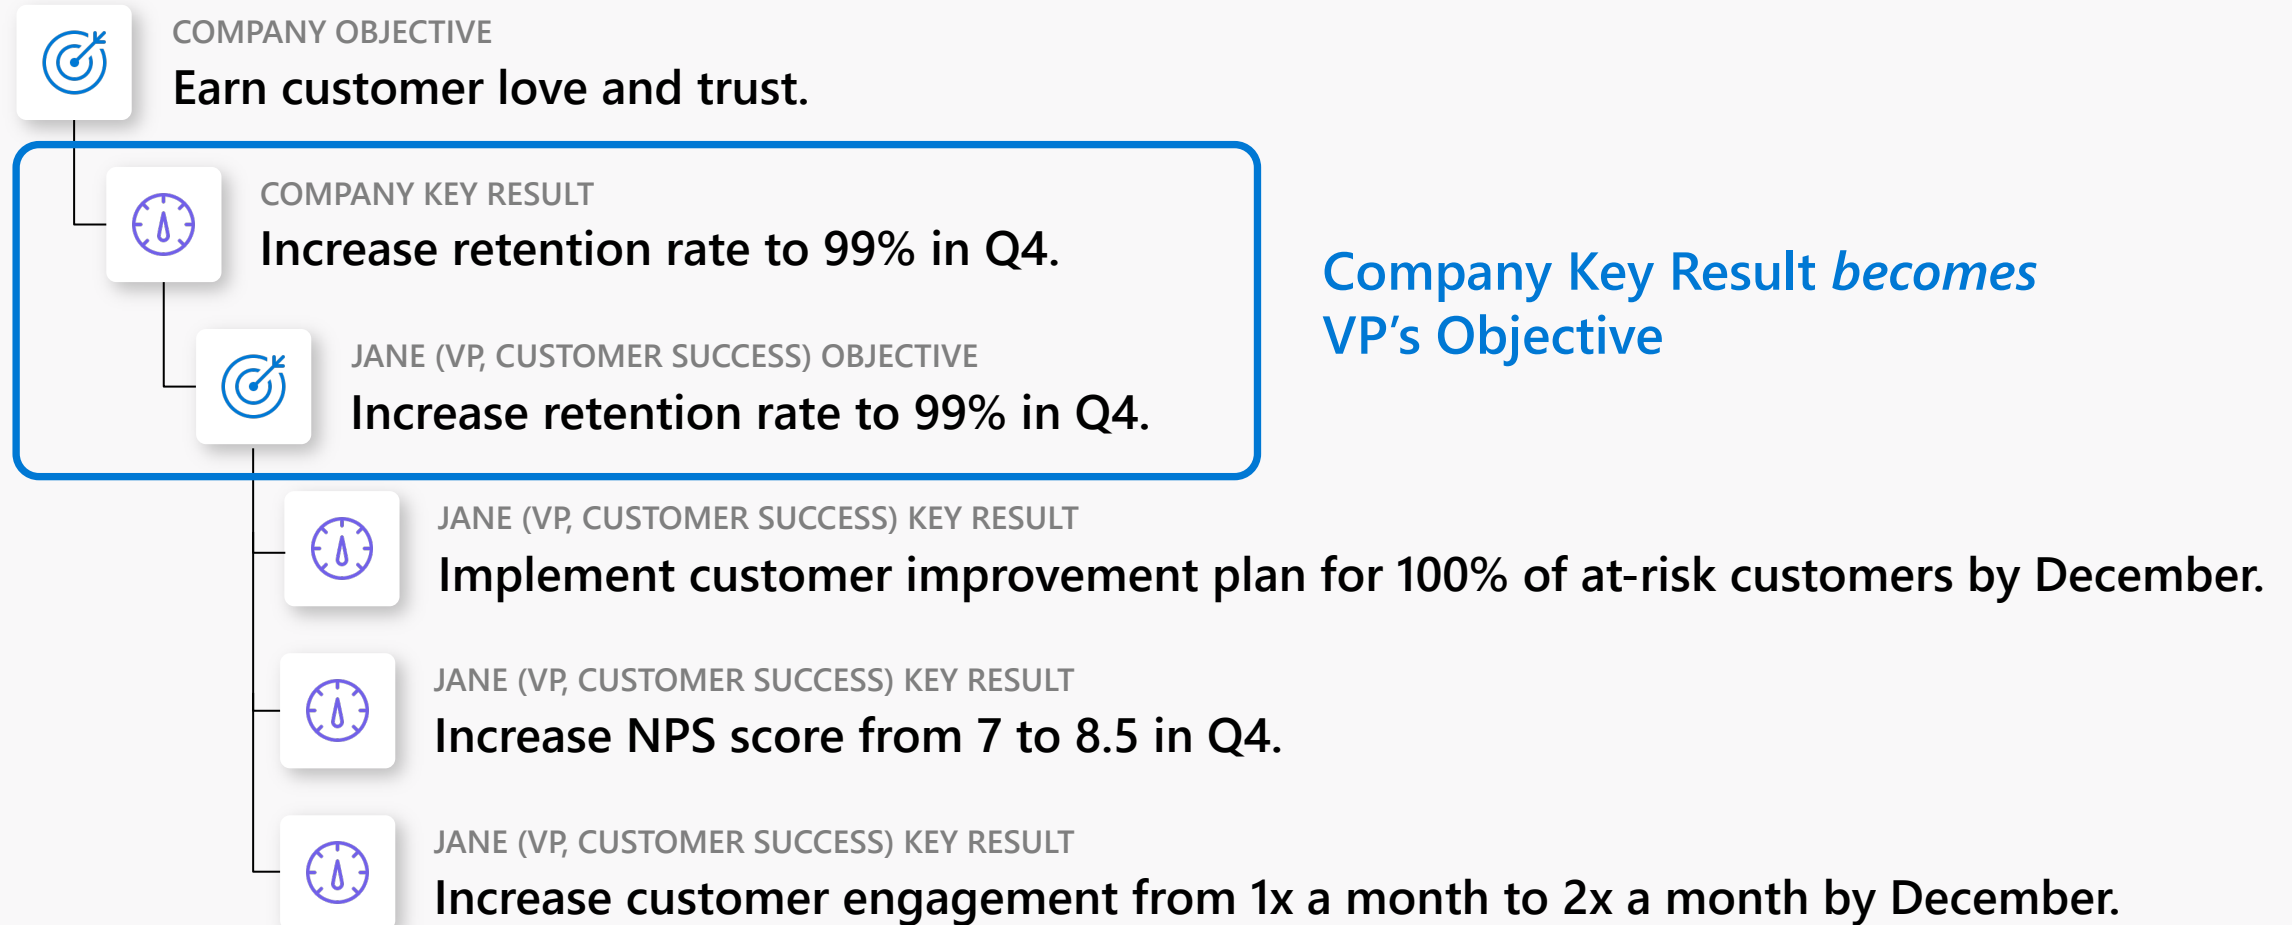 COMPANY OBJECTIVE
Earn customer love and trust.
COMPANY KEY RESULT
Increase retention rate to 99% in Q4.
JANE (VP, CUSTOMER SUCCESS) OBJECTIVE
Increase retention rate to 99% in Q4.
Company Key Result becomes
VP’s Objective
JANE (VP, CUSTOMER SUCCESS) KEY RESULT
Implement customer improvement plan for 100% of at-risk customers by December.
JANE (VP, CUSTOMER SUCCESS) KEY RESULT
Increase NPS score from 7 to 8.5 in Q4.
JANE (VP, CUSTOMER SUCCESS) KEY RESULT
Increase customer engagement from 1x a month to 2x a month by December.